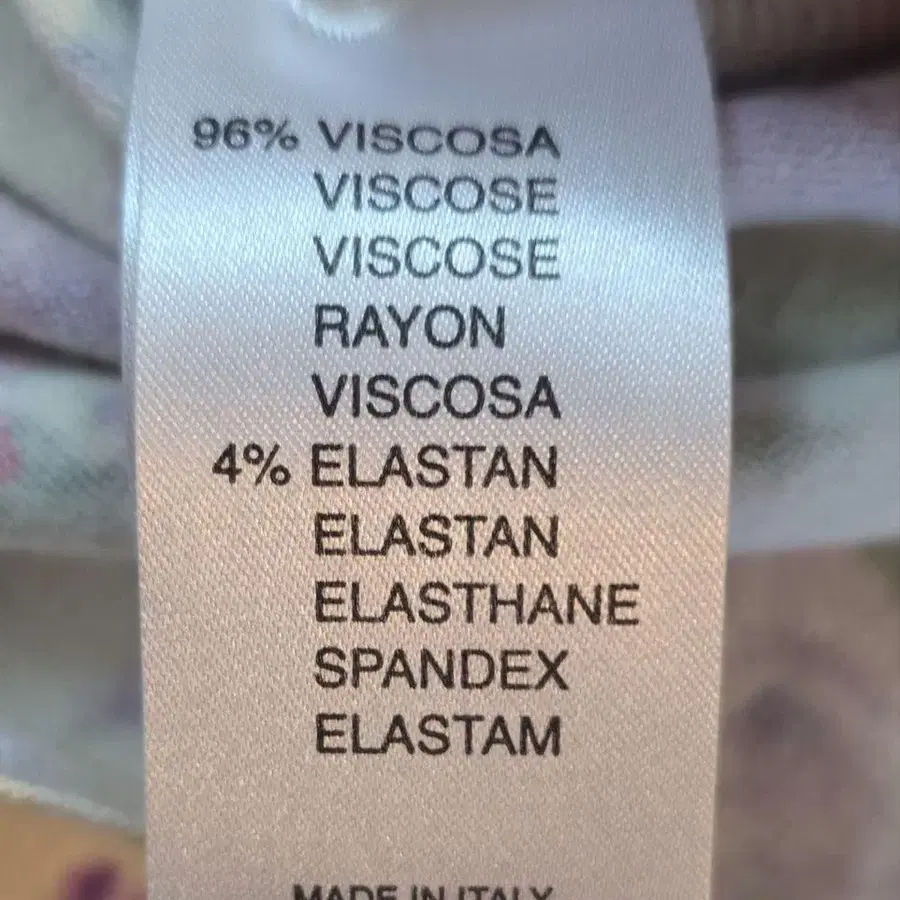 96% VISCOSA
VISCOSE
VISCOSE
RAYON
VISCOSA
4% ELASTAN
ELASTAN
ELASTHANE
SPANDEX
ELASTAM
MADE IN ITALY